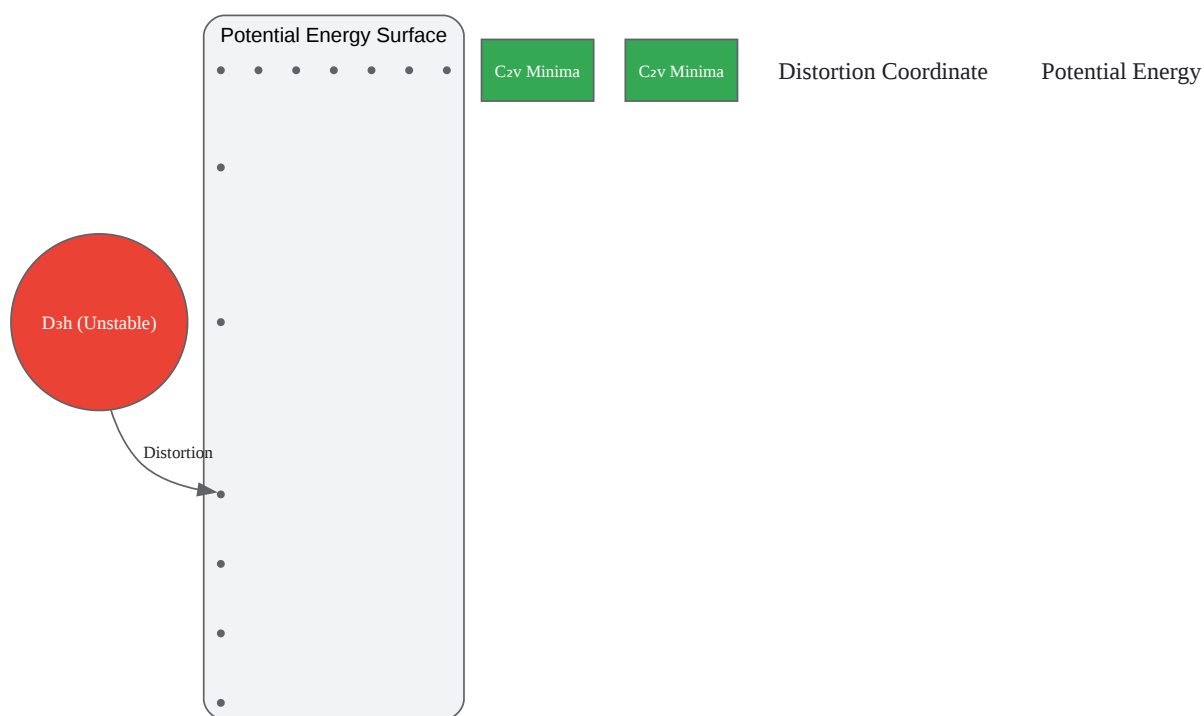 Potential Energy Surface
C₂v Minima
C₂v Minima
Distortion Coordinate
Potential Energy
D₃h (Unstable)
Distortion